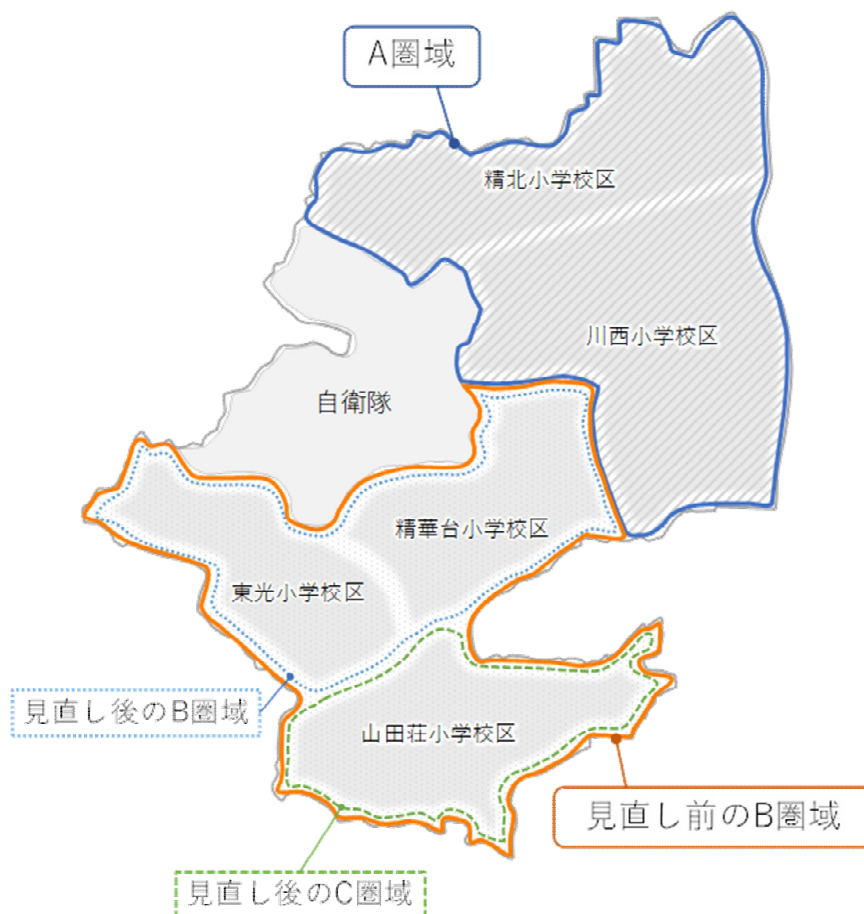 A圏域
精北小学校区
川西小学校区
自衛隊
精華台小学校区
東光小学校区
見直し後のB圏域
山田荘小学校区
見直し前のB圏域
見直し後のC圏域